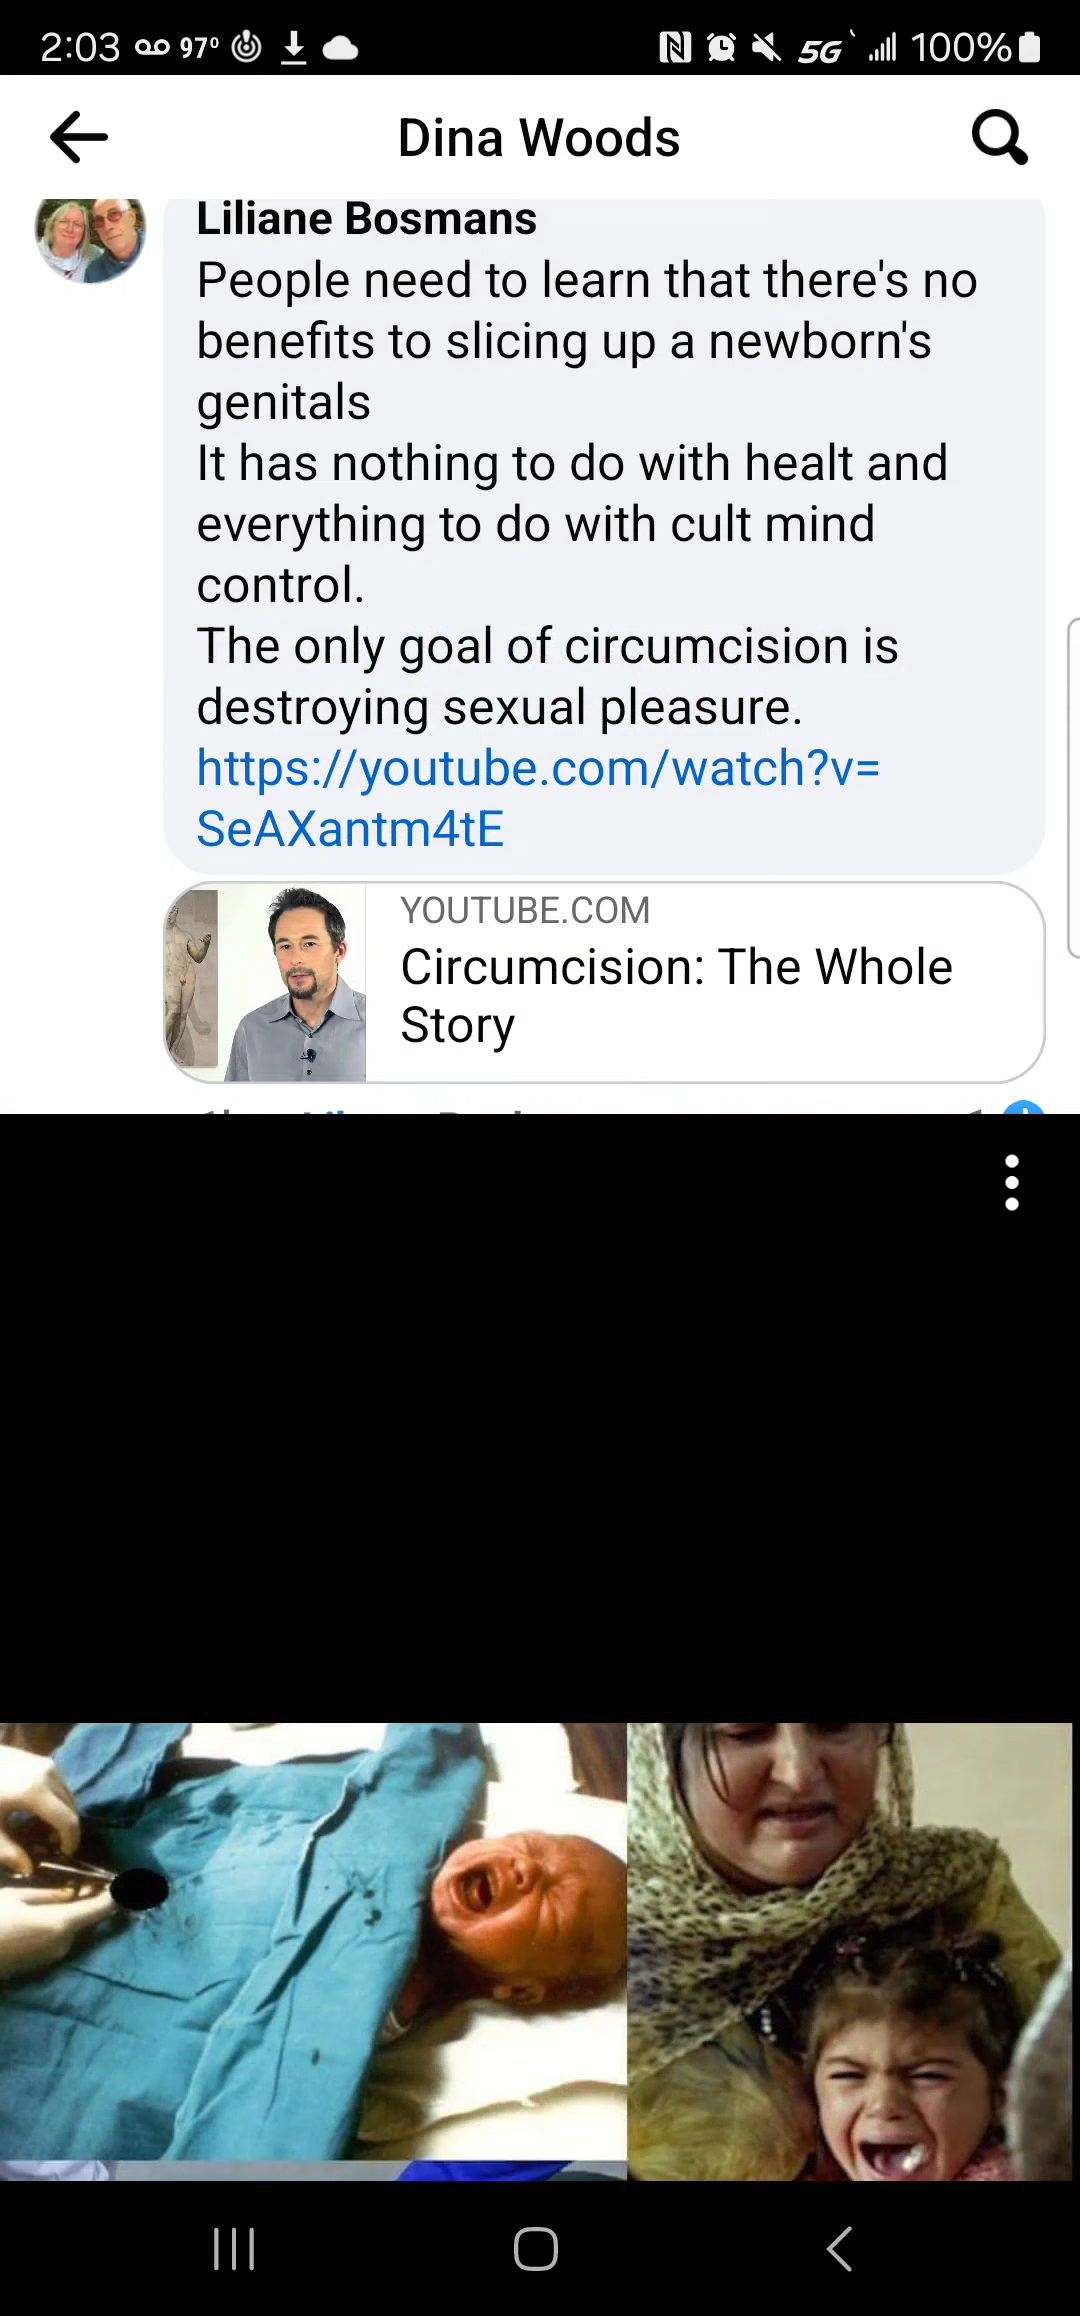 2:03 97° 5G 100%
Dina Woods
Liliane Bosmans
People need to learn that there's no
benefits to slicing up a newborn's
genitals
It has nothing to do with healt and
everything to do with cult mind
control.
The only goal of circumcision is
destroying sexual pleasure.
https://youtube.com/watch?v=
SeAXantm4tE
YOUTUBE.COM
Circumcision: The Whole
Story